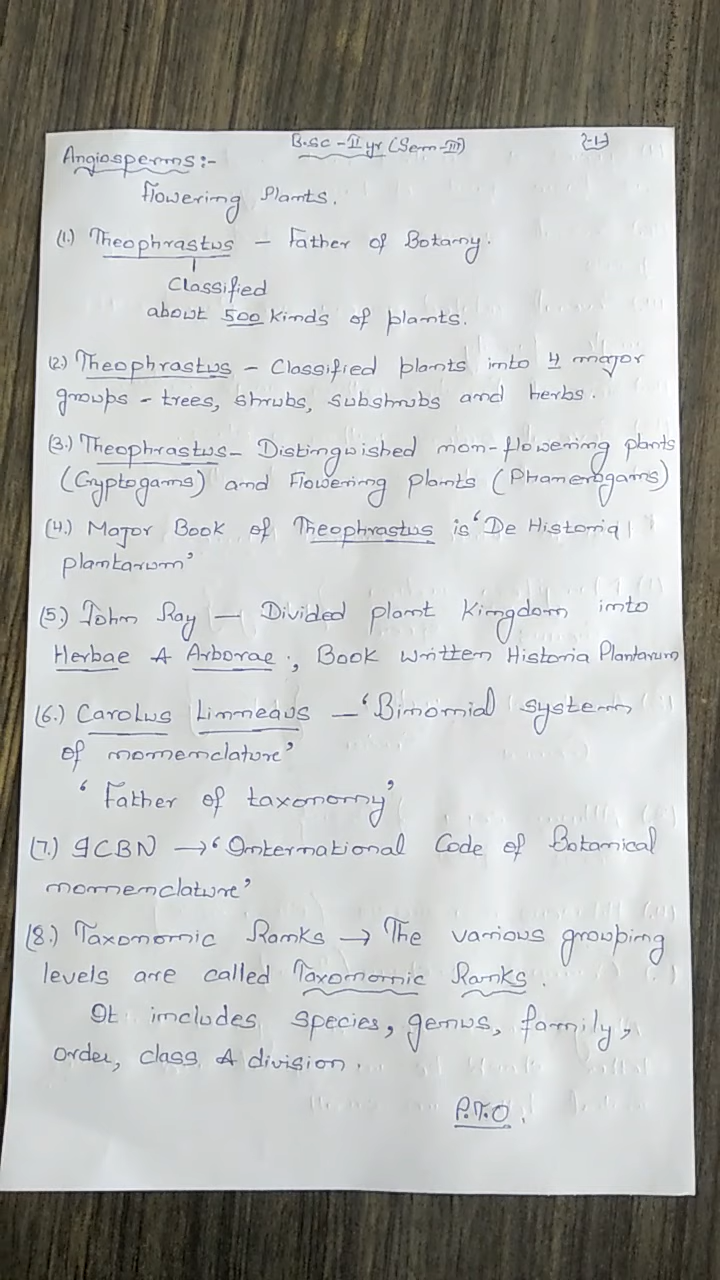 B.sc - II yr (Sem-III)
Angiosperms:-
Flowering Plants.
(1.) Theophrastus - Father of Botany.
Classified
about 500 kinds of plants.
(2.) Theophrastus - Classified plants into 4 major
groups - trees, shrubs, subshrubs and herbs.
(3.) Theophrastus - Distinguished non-flowering plants
(Cryptogams) and Flowering Plants (Phanerogams)
(4.) Major Book of Theophrastus is 'De Historia
plantarum'
(5.) John Ray - Divided plant Kingdom into
Herbae & Arborae., Book written Historia Plantarum
(6.) Carolus Linneaus - 'Binomial system
of nomenclature'
'Father of taxonomy'
(7.) ICBN → 'International Code of Botanical
nomenclature'
(8.) Taxonomic Ranks → The various grouping
levels are called Taxonomic Ranks.
It includes species, genus, family,
order, class & division.
P.T.O.